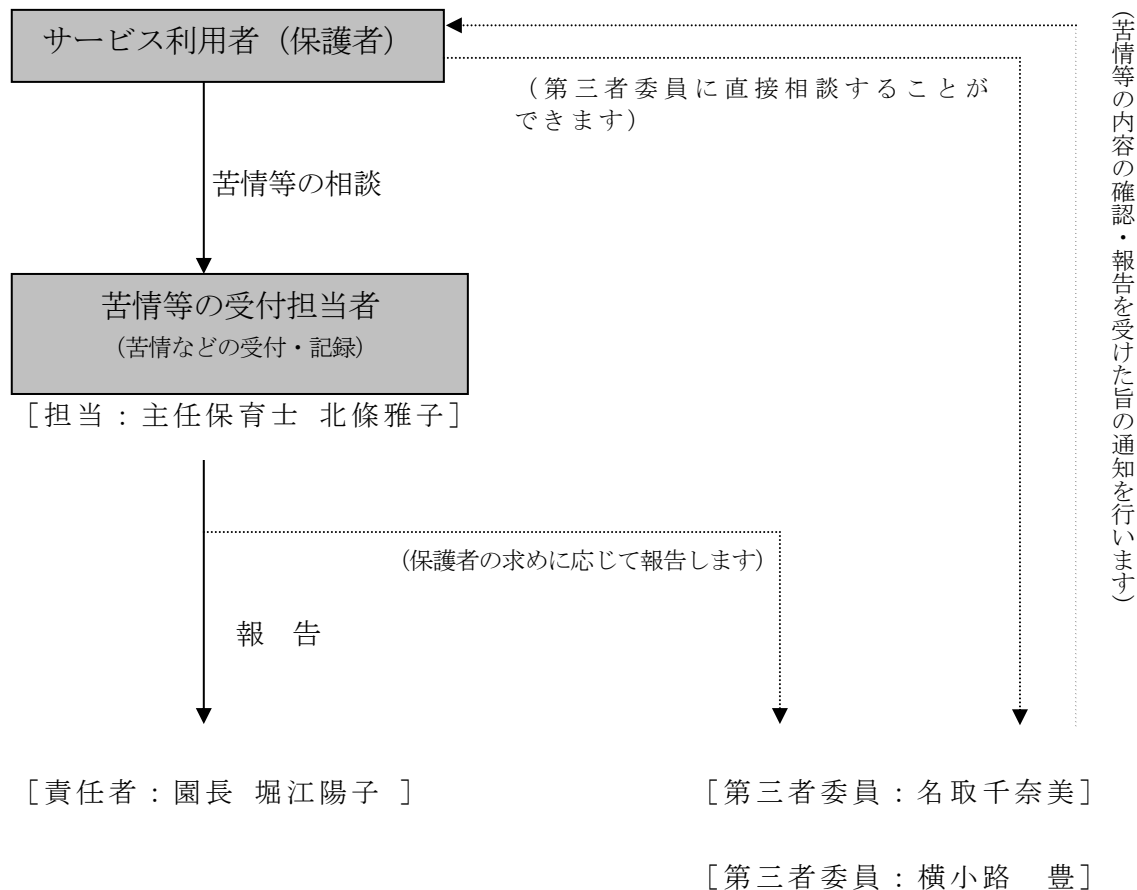 サービス利用者（保護者）
（第三者委員に直接相談することが
できます）
苦情等の相談
苦情等の受付担当者
（苦情などの受付・記録）
［担当：主任保育士 北條雅子］
（保護者の求めに応じて報告します）
報　告
［責任者：園長 堀江陽子 ］
［第三者委員：名取千奈美］
［第三者委員：横小路　豊］
（苦情等の内容の確認・報告を受けた旨の通知を行います）